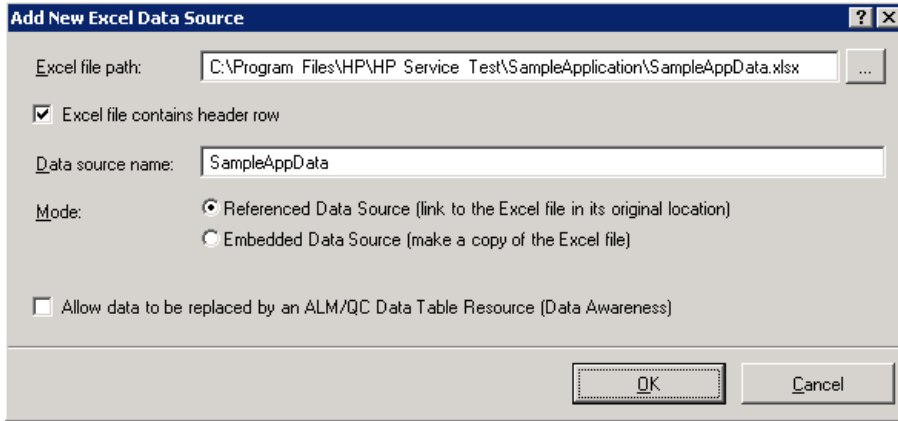 Add New Excel Data Source
Excel file path: C:\Program Files\HP\HP Service Test\SampleApplication\SampleAppData.xlsx ...
Excel file contains header row
Data source name: SampleAppData
Mode: Referenced Data Source (link to the Excel file in its original location)
Embedded Data Source (make a copy of the Excel file)
Allow data to be replaced by an ALM/QC Data Table Resource (Data Awareness)
OK Cancel